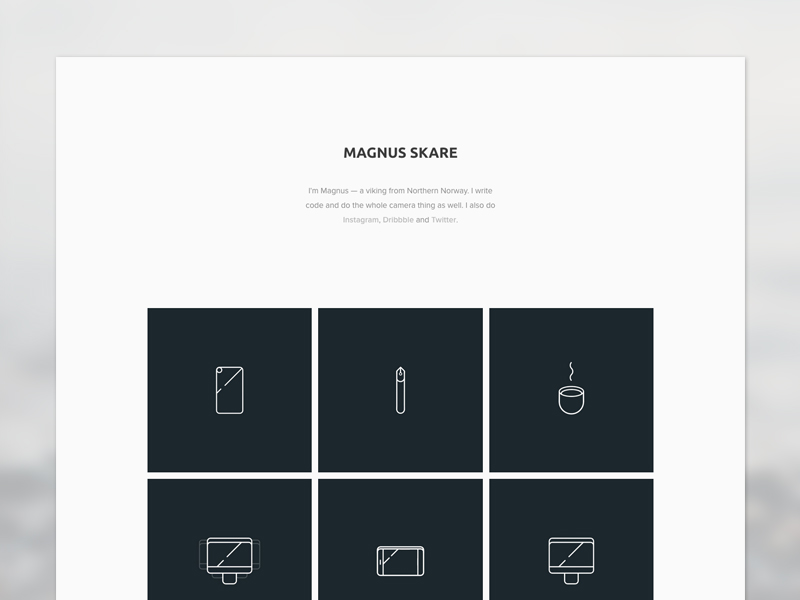 MAGNUS SKARE
I'm Magnus — a viking from Northern Norway. I write
code and do the whole camera thing as well. I also do
Instagram, Dribbble and Twitter.